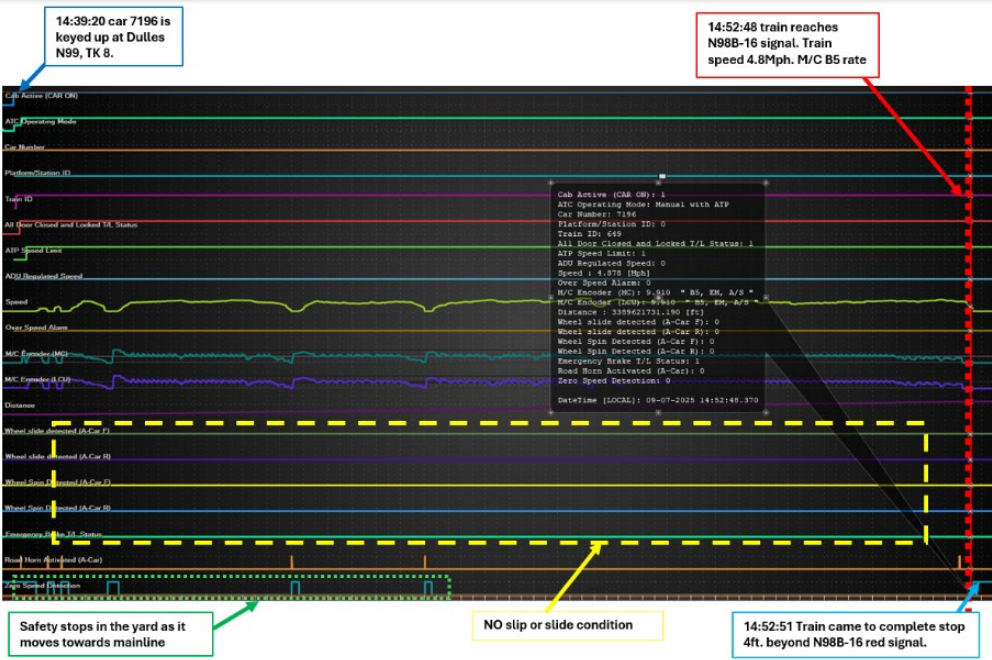 14:39:20 car 7196 is
keyed up at Dulles
N99, TK 8.
14:52:48 train reaches
N98B-16 signal. Train
speed 4.8Mph. M/C B5 rate
Cab Active (CAR ON)
ATC Operating Mode
Car Number
Platform/Station ID
Train ID
All Door Closed and Locked T/L Status
ATP Speed Limit
ADU Regulated Speed
Speed
Over Speed Alarm
M/C Encoder (MC)
M/C Encoder (LCU)
Distance
Wheel slide detected (A-Car F)
Wheel slide detected (A-Car R)
Wheel Spin Detected (A-Car F)
Wheel Spin Detected (A-Car R)
Emergency Brake T/L Status
Road Horn Activated (A-Car)
Zero Speed Detection
Cab Active (CAR ON): 1
ATC Operating Mode: Manual with ATP
Car Number: 7196
Platform/Station ID: 0
Train ID: 649
All Door Closed and Locked T/L Status: 1
ATP Speed Limit: 1
ADU Regulated Speed: 0
Speed : 4.878 [Mph]
Over Speed Alarm: 0
M/C Encoder (MC): 9.910 " B5, EM, A/S "
M/C Encoder (LCU): 9.910 " B5, EM, A/S "
Distance : 3389621731.190 [ft]
Wheel slide detected (A-Car F): 0
Wheel slide detected (A-Car R): 0
Wheel Spin Detected (A-Car F): 0
Wheel Spin Detected (A-Car R): 0
Emergency Brake T/L Status: 1
Road Horn Activated (A-Car): 0
Zero Speed Detection: 0
DateTime [LOCAL]: 09-07-2025 14:52:48.370
Safety stops in the yard as it
moves towards mainline
NO slip or slide condition
14:52:51 Train came to complete stop
4ft. beyond N98B-16 red signal.